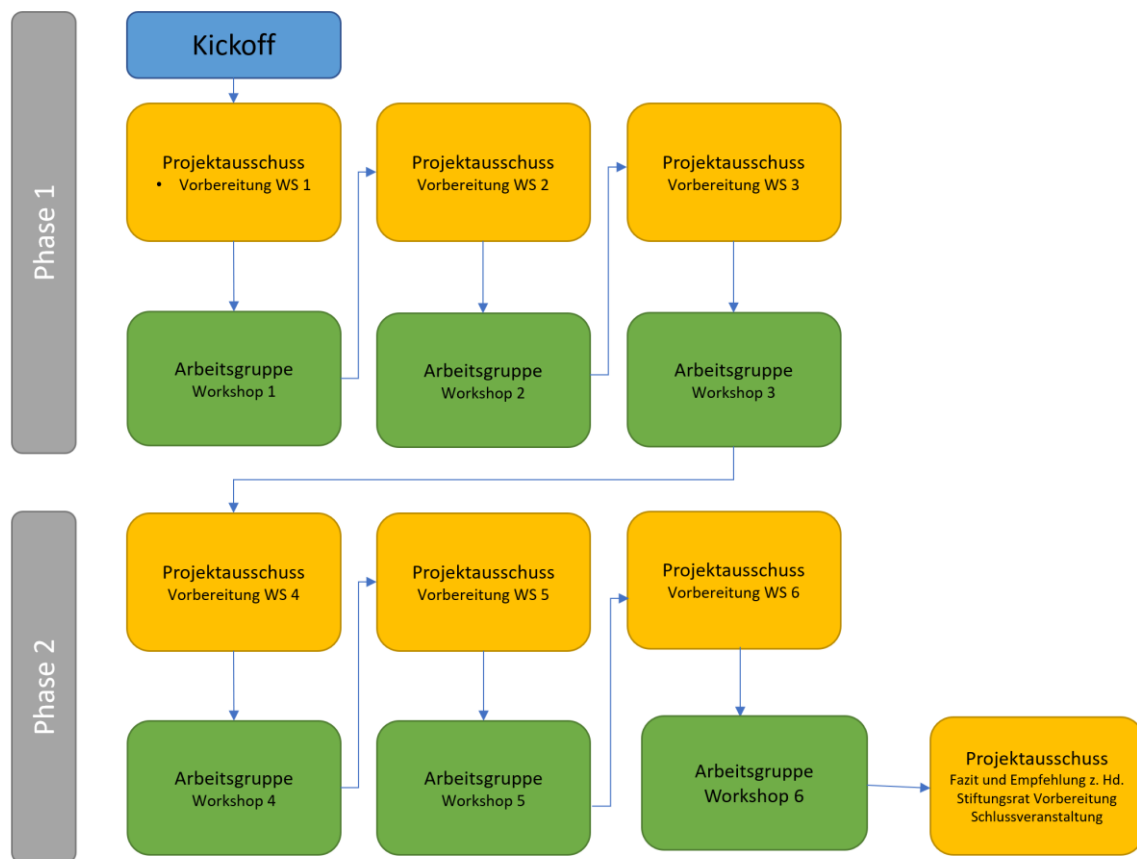 Phase 1
Kickoff
Projektausschuss
• Vorbereitung WS 1
Projektausschuss
Vorbereitung WS 2
Projektausschuss
Vorbereitung WS 3
Arbeitsgruppe
Workshop 1
Arbeitsgruppe
Workshop 2
Arbeitsgruppe
Workshop 3
Phase 2
Projektausschuss
Vorbereitung WS 4
Projektausschuss
Vorbereitung WS 5
Projektausschuss
Vorbereitung WS 6
Arbeitsgruppe
Workshop 4
Arbeitsgruppe
Workshop 5
Arbeitsgruppe
Workshop 6
Projektausschuss
Fazit und Empfehlung z. Hd.
Stiftungsrat Vorbereitung
Schlussveranstaltung